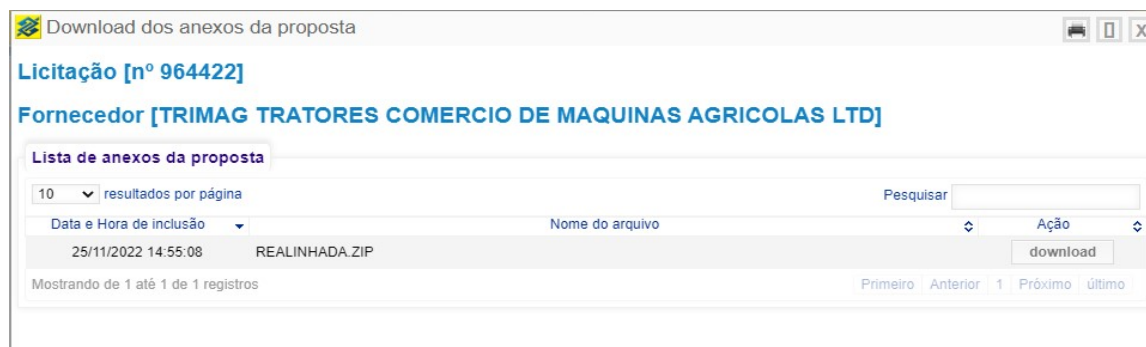 Download dos anexos da proposta
Licitação [nº 964422]
Fornecedor [TRIMAG TRATORES COMERCIO DE MAQUINAS AGRICOLAS LTD]
Lista de anexos da proposta
10 resultados por página Pesquisar
Data e Hora de inclusão Nome do arquivo Ação
25/11/2022 14:55:08 REALINHADA.ZIP download
Mostrando de 1 até 1 de 1 registros Primeiro Anterior 1 Próximo último